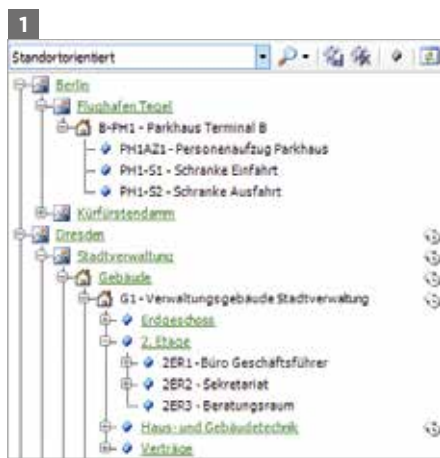 1
Standortorientiert
Berlin
Flughafen Tegel
B-PH1 - Parkhaus Terminal B
PH1AZ1 - Personenaufzug Parkhaus
PH1-S1 - Schranke Einfahrt
PH1-S2 - Schranke Ausfahrt
Kürfürstendamm
Dresden
Stadtverwaltung
Gebäude
G1 - Verwaltungsgebäude Stadtverwaltung
Erdgeschoss
2. Etage
2ER1 - Büro Geschäftsführer
2ER2 - Sekretariat
2ER3 - Beratungsraum
Haus- und Gebäudetechnik
Verträge